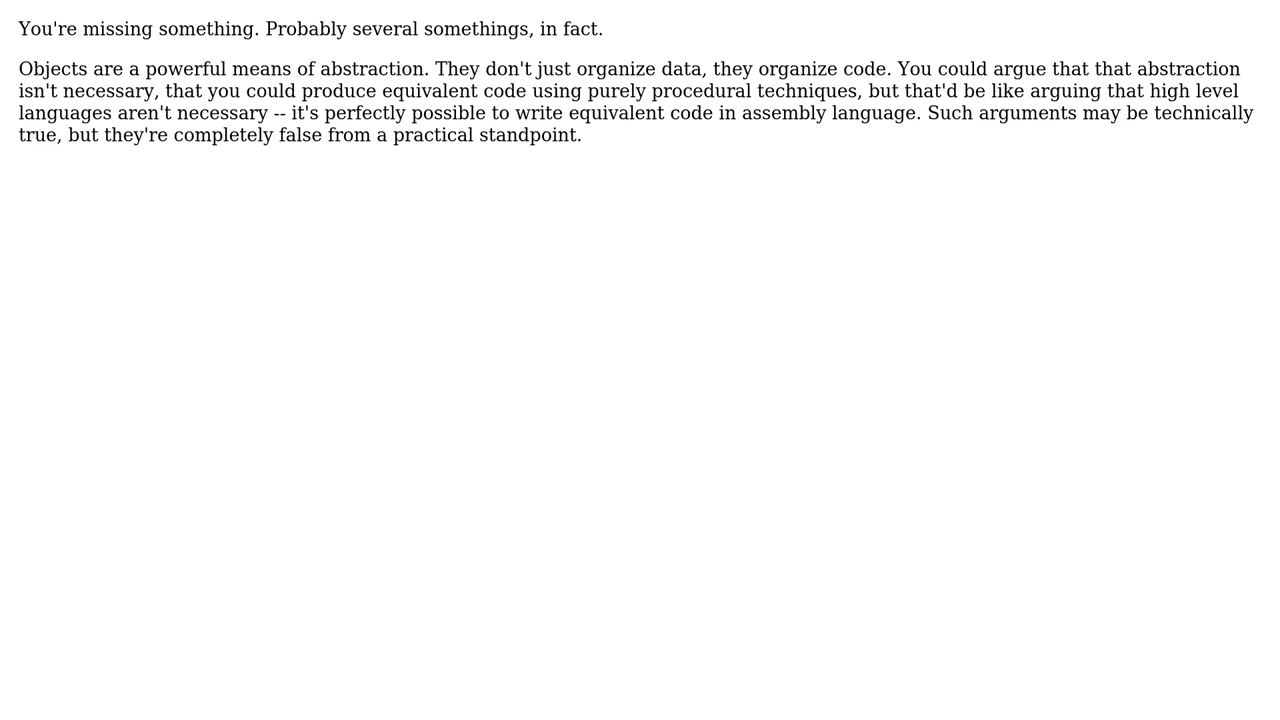 You're missing something. Probably several somethings, in fact.
Objects are a powerful means of abstraction. They don't just organize data, they organize code. You could argue that that abstraction
isn't necessary, that you could produce equivalent code using purely procedural techniques, but that'd be like arguing that high level
languages aren't necessary -- it's perfectly possible to write equivalent code in assembly language. Such arguments may be technically
true, but they're completely false from a practical standpoint.